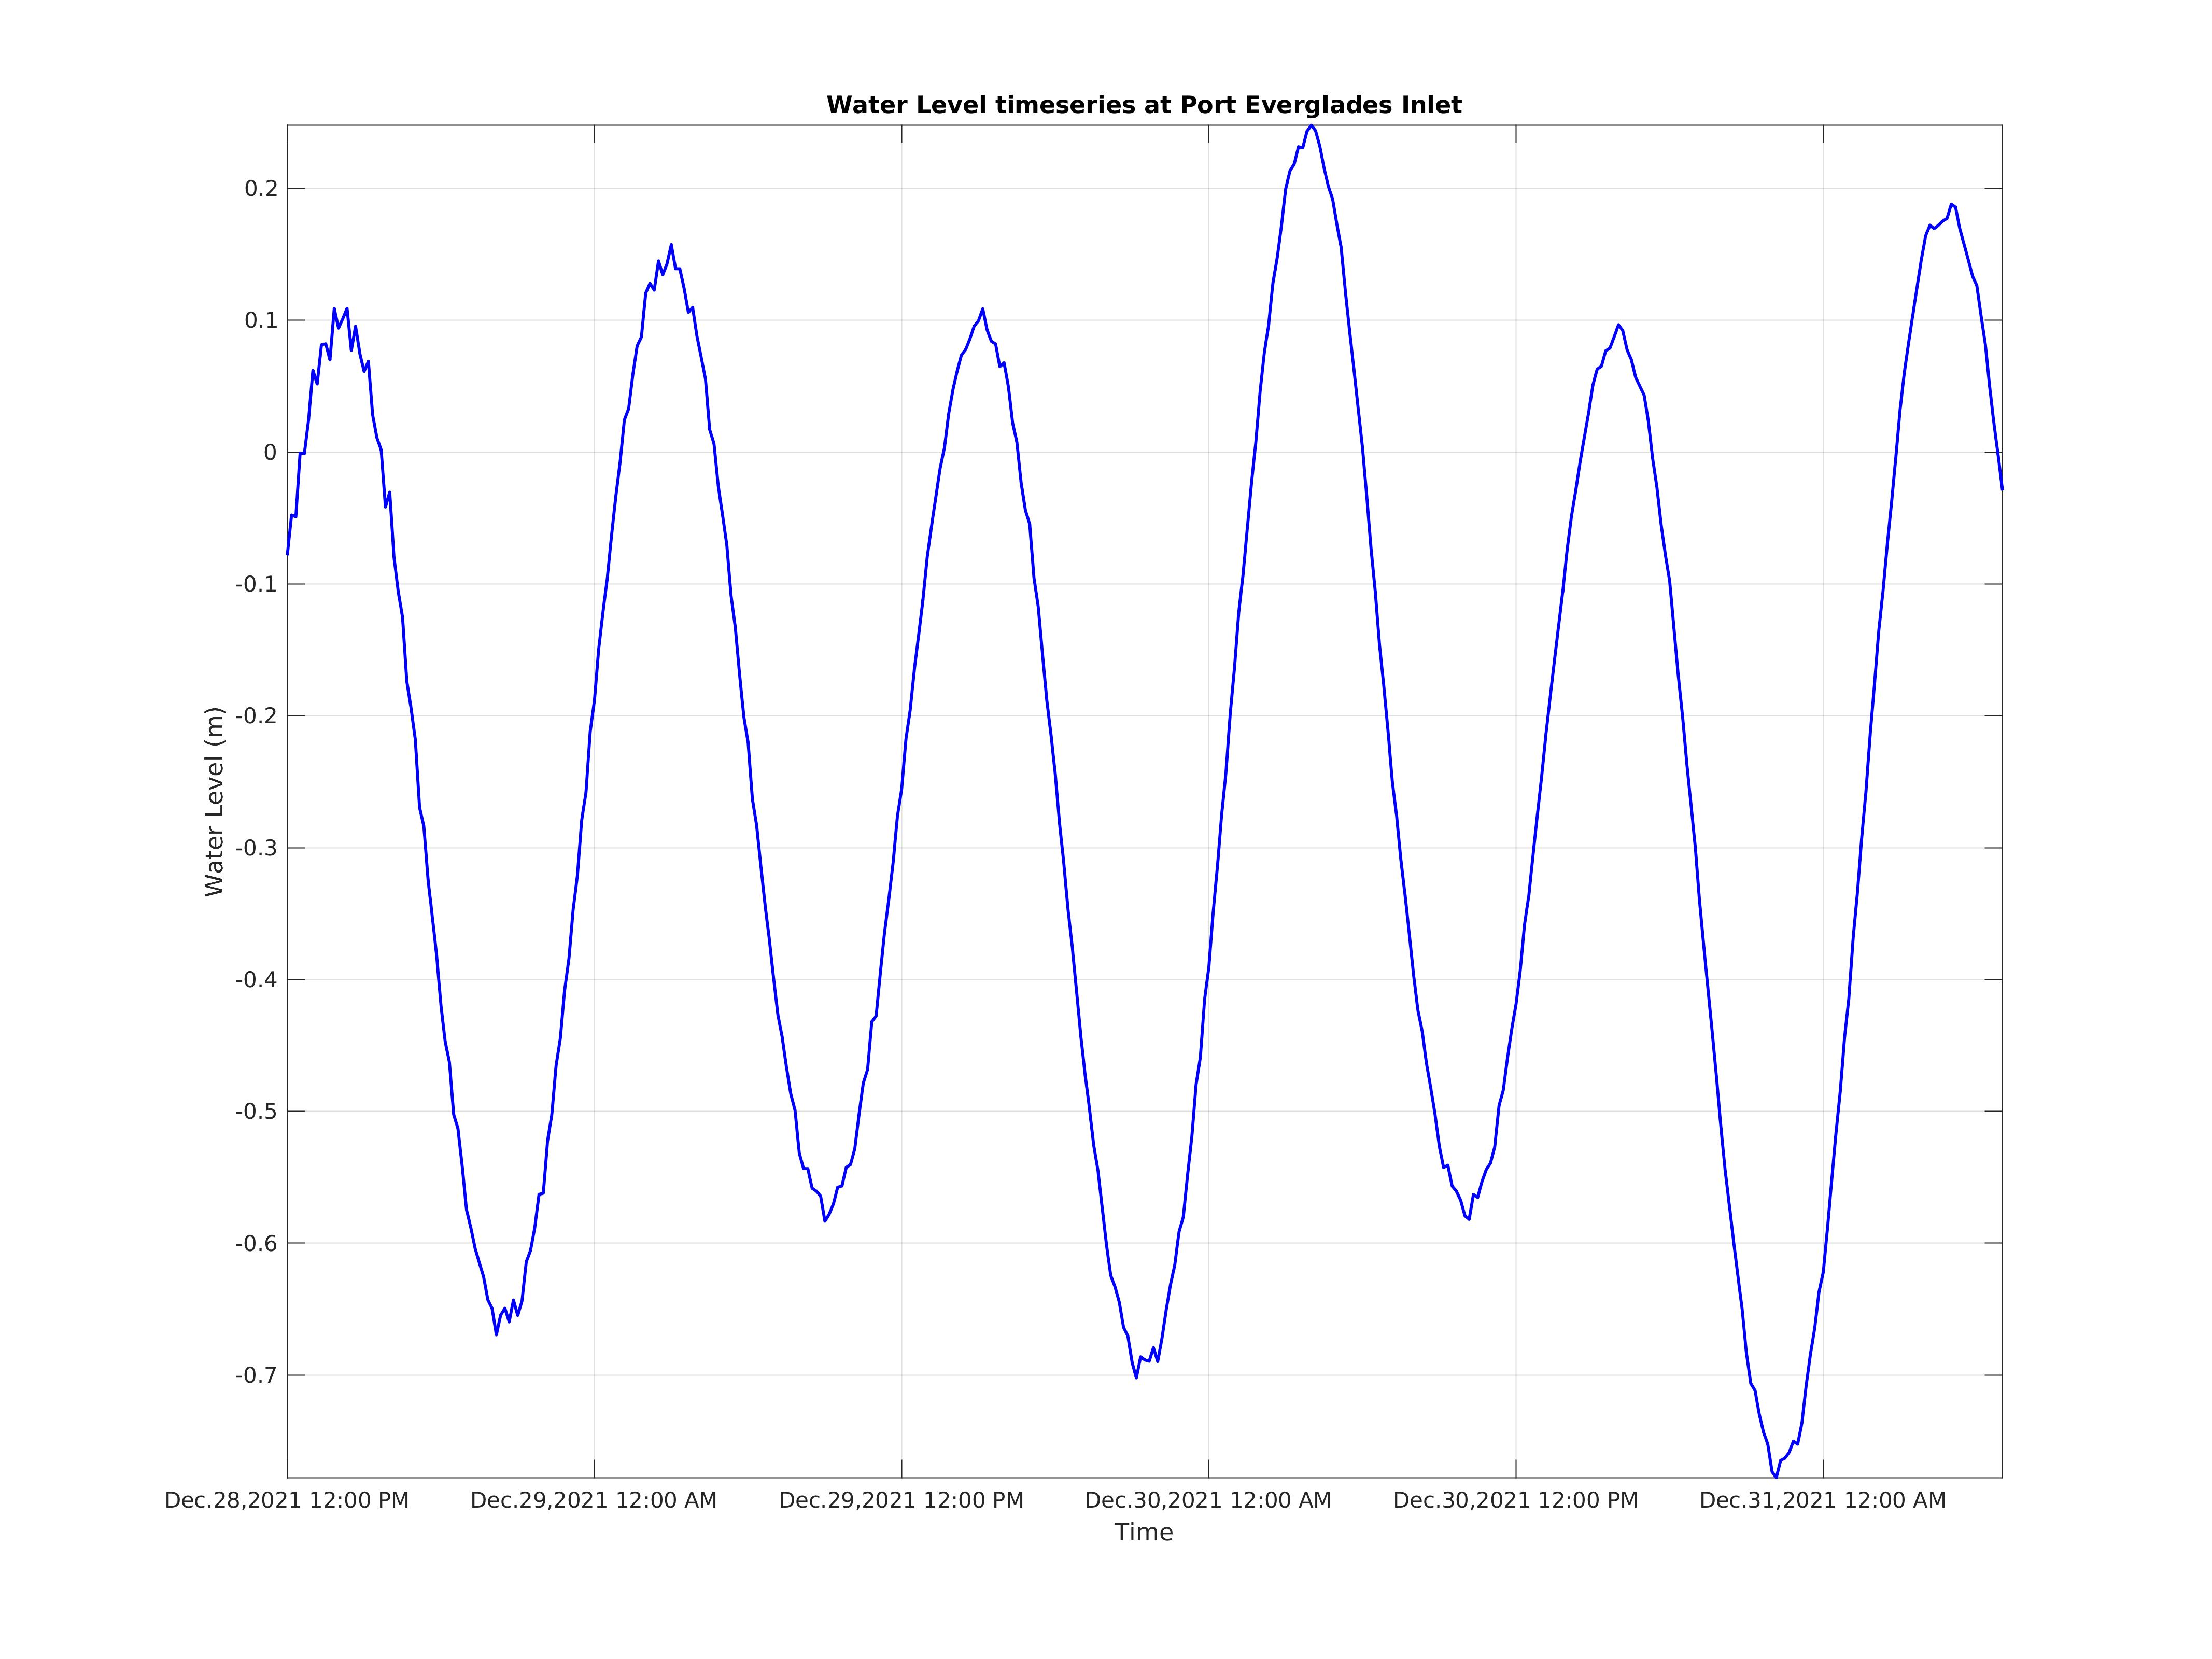 Water Level timeseries at Port Everglades Inlet
0.2
0.1
0
-0.1
-0.2
-0.3
-0.4
-0.5
-0.6
-0.7
Water Level (m)
Dec.28,2021 12:00 PM
Dec.29,2021 12:00 AM
Dec.29,2021 12:00 PM
Dec.30,2021 12:00 AM
Dec.30,2021 12:00 PM
Dec.31,2021 12:00 AM
Time